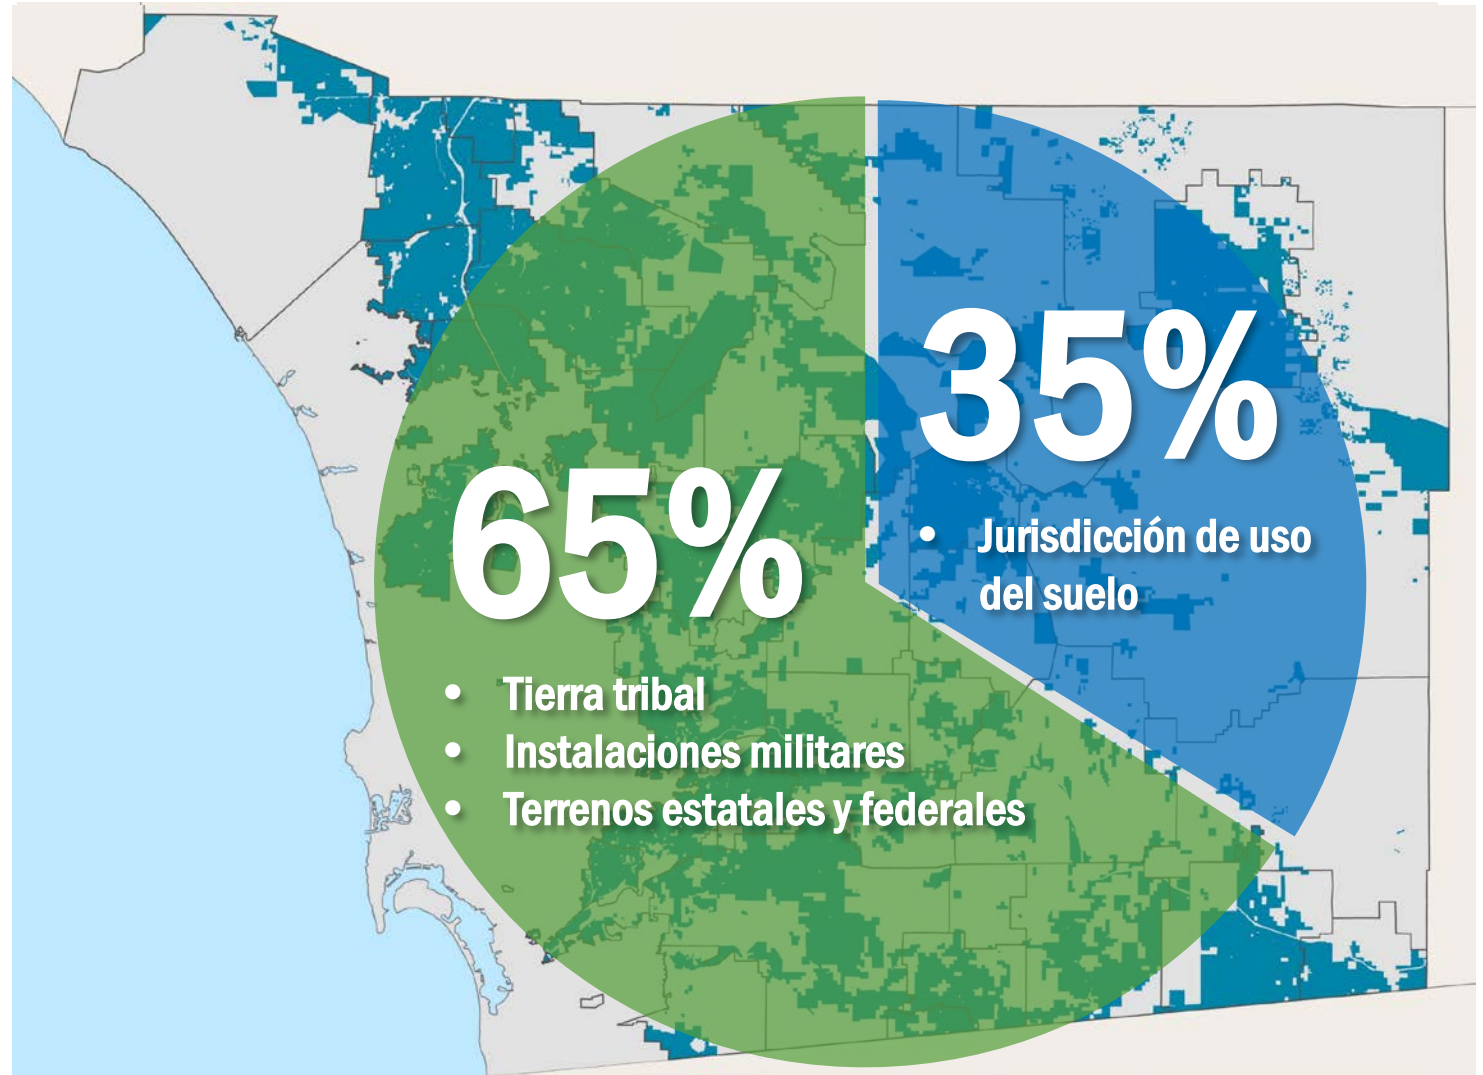 35%
• Jurisdicción de uso
del suelo
65%
• Tierra tribal
• Instalaciones militares
• Terrenos estatales y federales